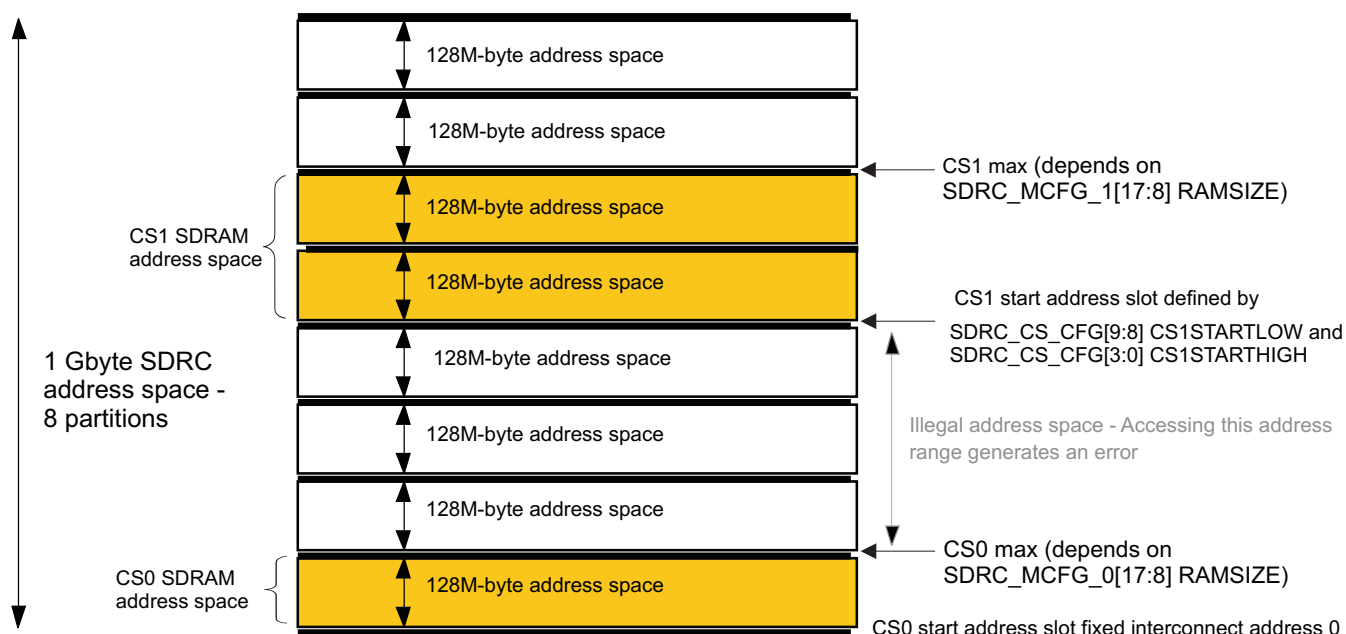 128M-byte address space
128M-byte address space
CS1 max (depends on
SDRC_MCFG_1[17:8] RAMSIZE)
128M-byte address space
CS1 SDRAM
address space
128M-byte address space
CS1 start address slot defined by
SDRC_CS_CFG[9:8] CS1STARTLOW and
SDRC_CS_CFG[3:0] CS1STARTHIGH
128M-byte address space
1 Gbyte SDRC
address space -
8 partitions
Illegal address space - Accessing this address
range generates an error
128M-byte address space
128M-byte address space
CS0 max (depends on
SDRC_MCFG_0[17:8] RAMSIZE)
CS0 SDRAM
address space
128M-byte address space
CS0 start address slot fixed interconnect address 0